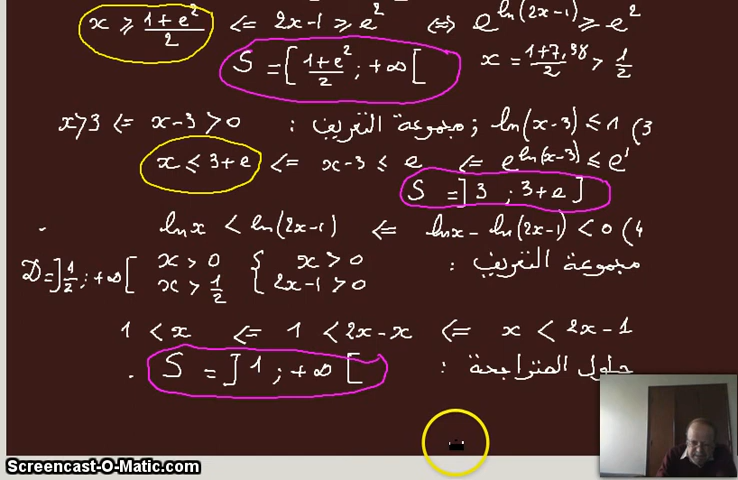 e^{ln(2x-1)} ≥ e² ⇔ 2x-1 ≥ e² <= x ≥ (1+e²)/2
x = (1+7,38)/2 > 1/2 S = [ (1+e²)/2 ; +∞ [
3) ln(x-3) ≤ 1 ; مجموعة التعريف : x-3 > 0 <= x>3
e^{ln(x-3)} ≤ e¹ <= x-3 ≤ e <= x ≤ 3+e
S = ]3 ; 3+e]
4) lnx - ln(2x-1) < 0 <= lnx < ln(2x-1)
مجموعة التعريف : { x > 0 x > 0
2x-1 > 0 x > 1/2 D = ]1/2 ; +∞[
x < 2x-1 <= 1 < 2x-x <= 1 < x
حلول المتراجحة : S = ]1 ; +∞ [ .
Screencast-O-Matic.com